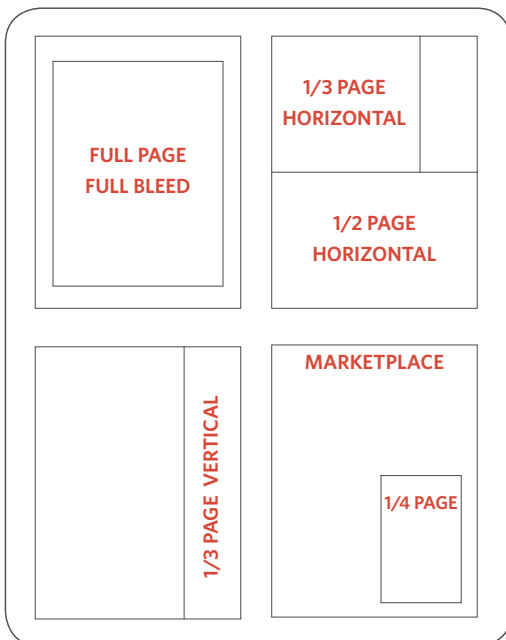 FULL PAGE
FULL BLEED
1/3 PAGE
HORIZONTAL
1/2 PAGE
HORIZONTAL
1/3 PAGE VERTICAL
MARKETPLACE
1/4 PAGE